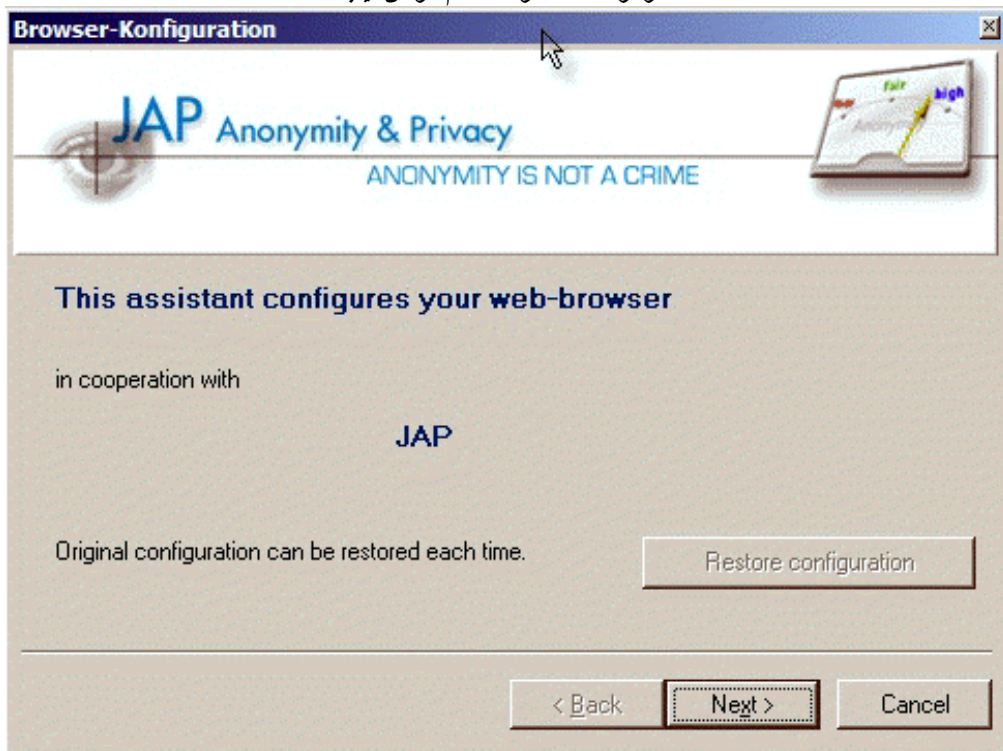 Browser-Konfiguration
JAP Anonymity & Privacy
ANONYMITY IS NOT A CRIME
fair
high
This assistant configures your web-browser
in cooperation with
JAP
Original configuration can be restored each time.
Restore configuration
< Back
Next >
Cancel